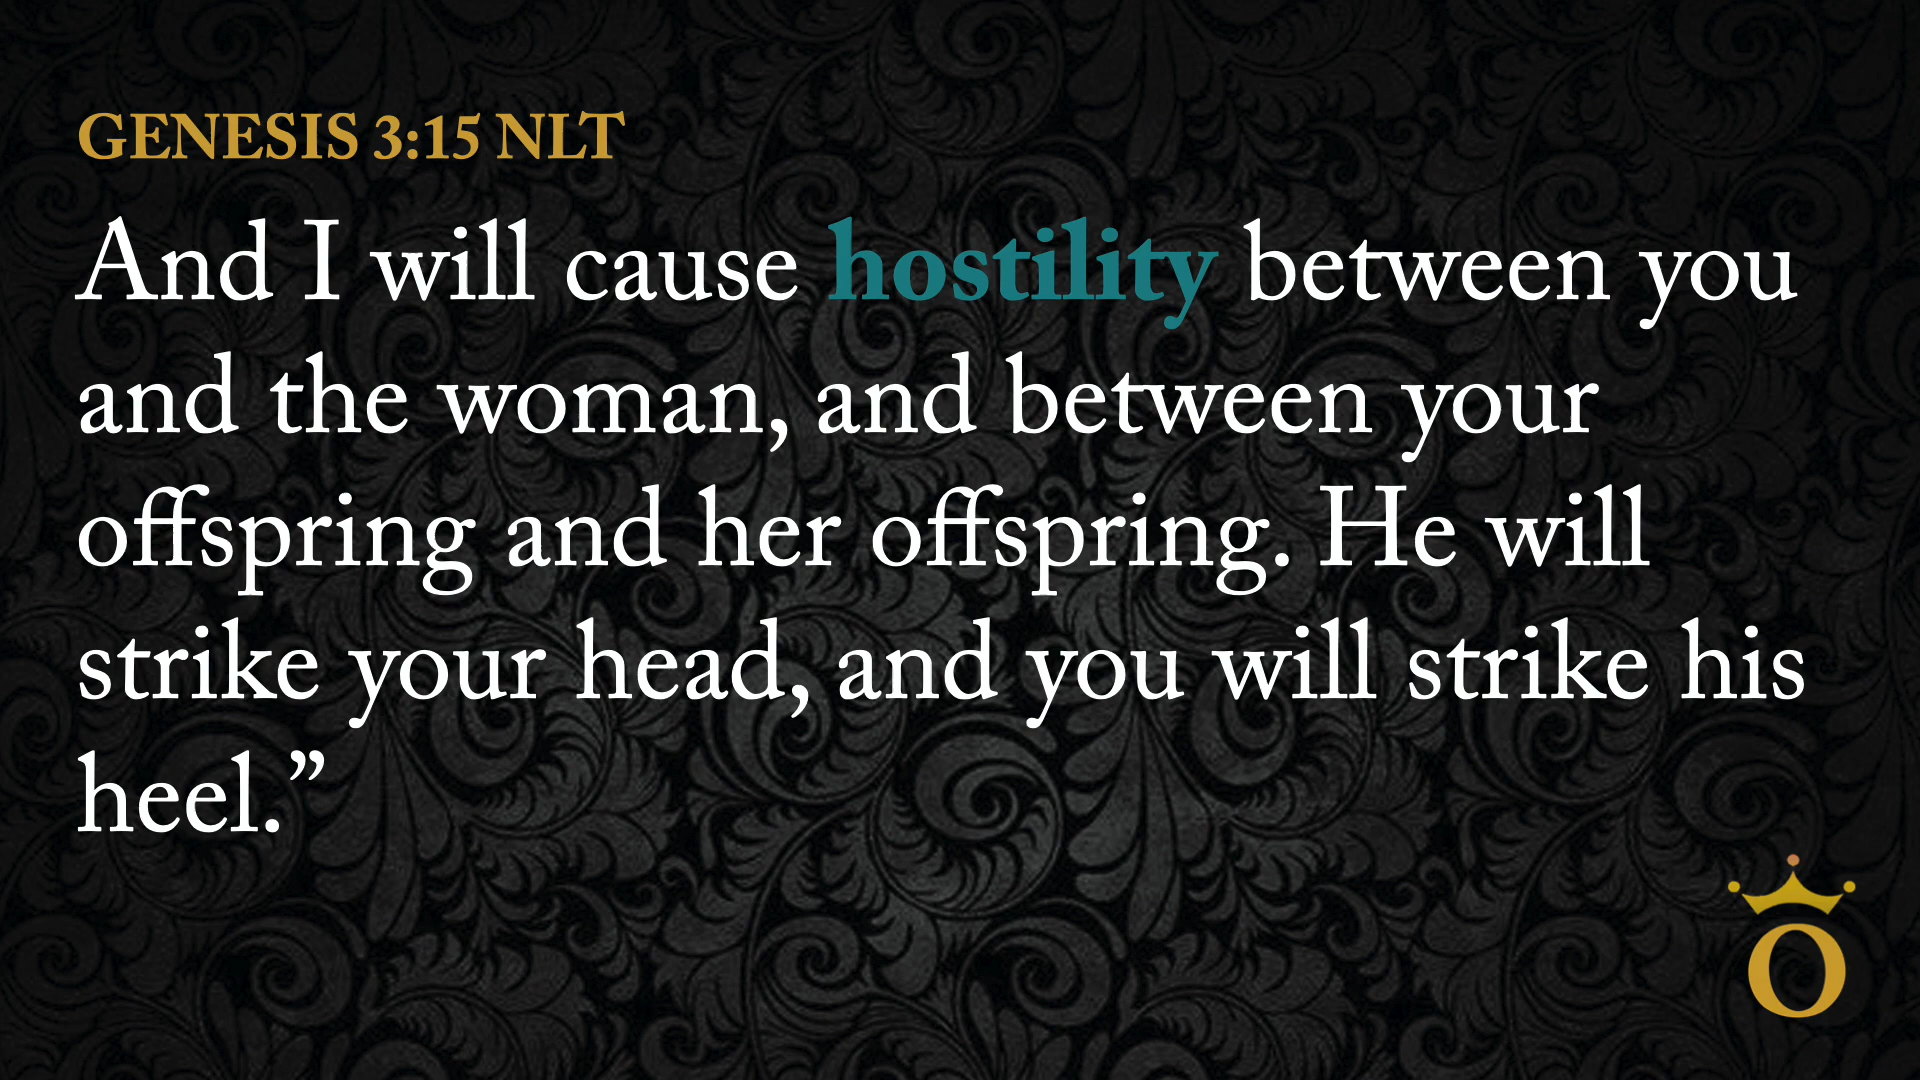 GENESIS 3:15 NLT
And I will cause hostility between you
and the woman, and between your
offspring and her offspring. He will
strike your head, and you will strike his
heel.”
O